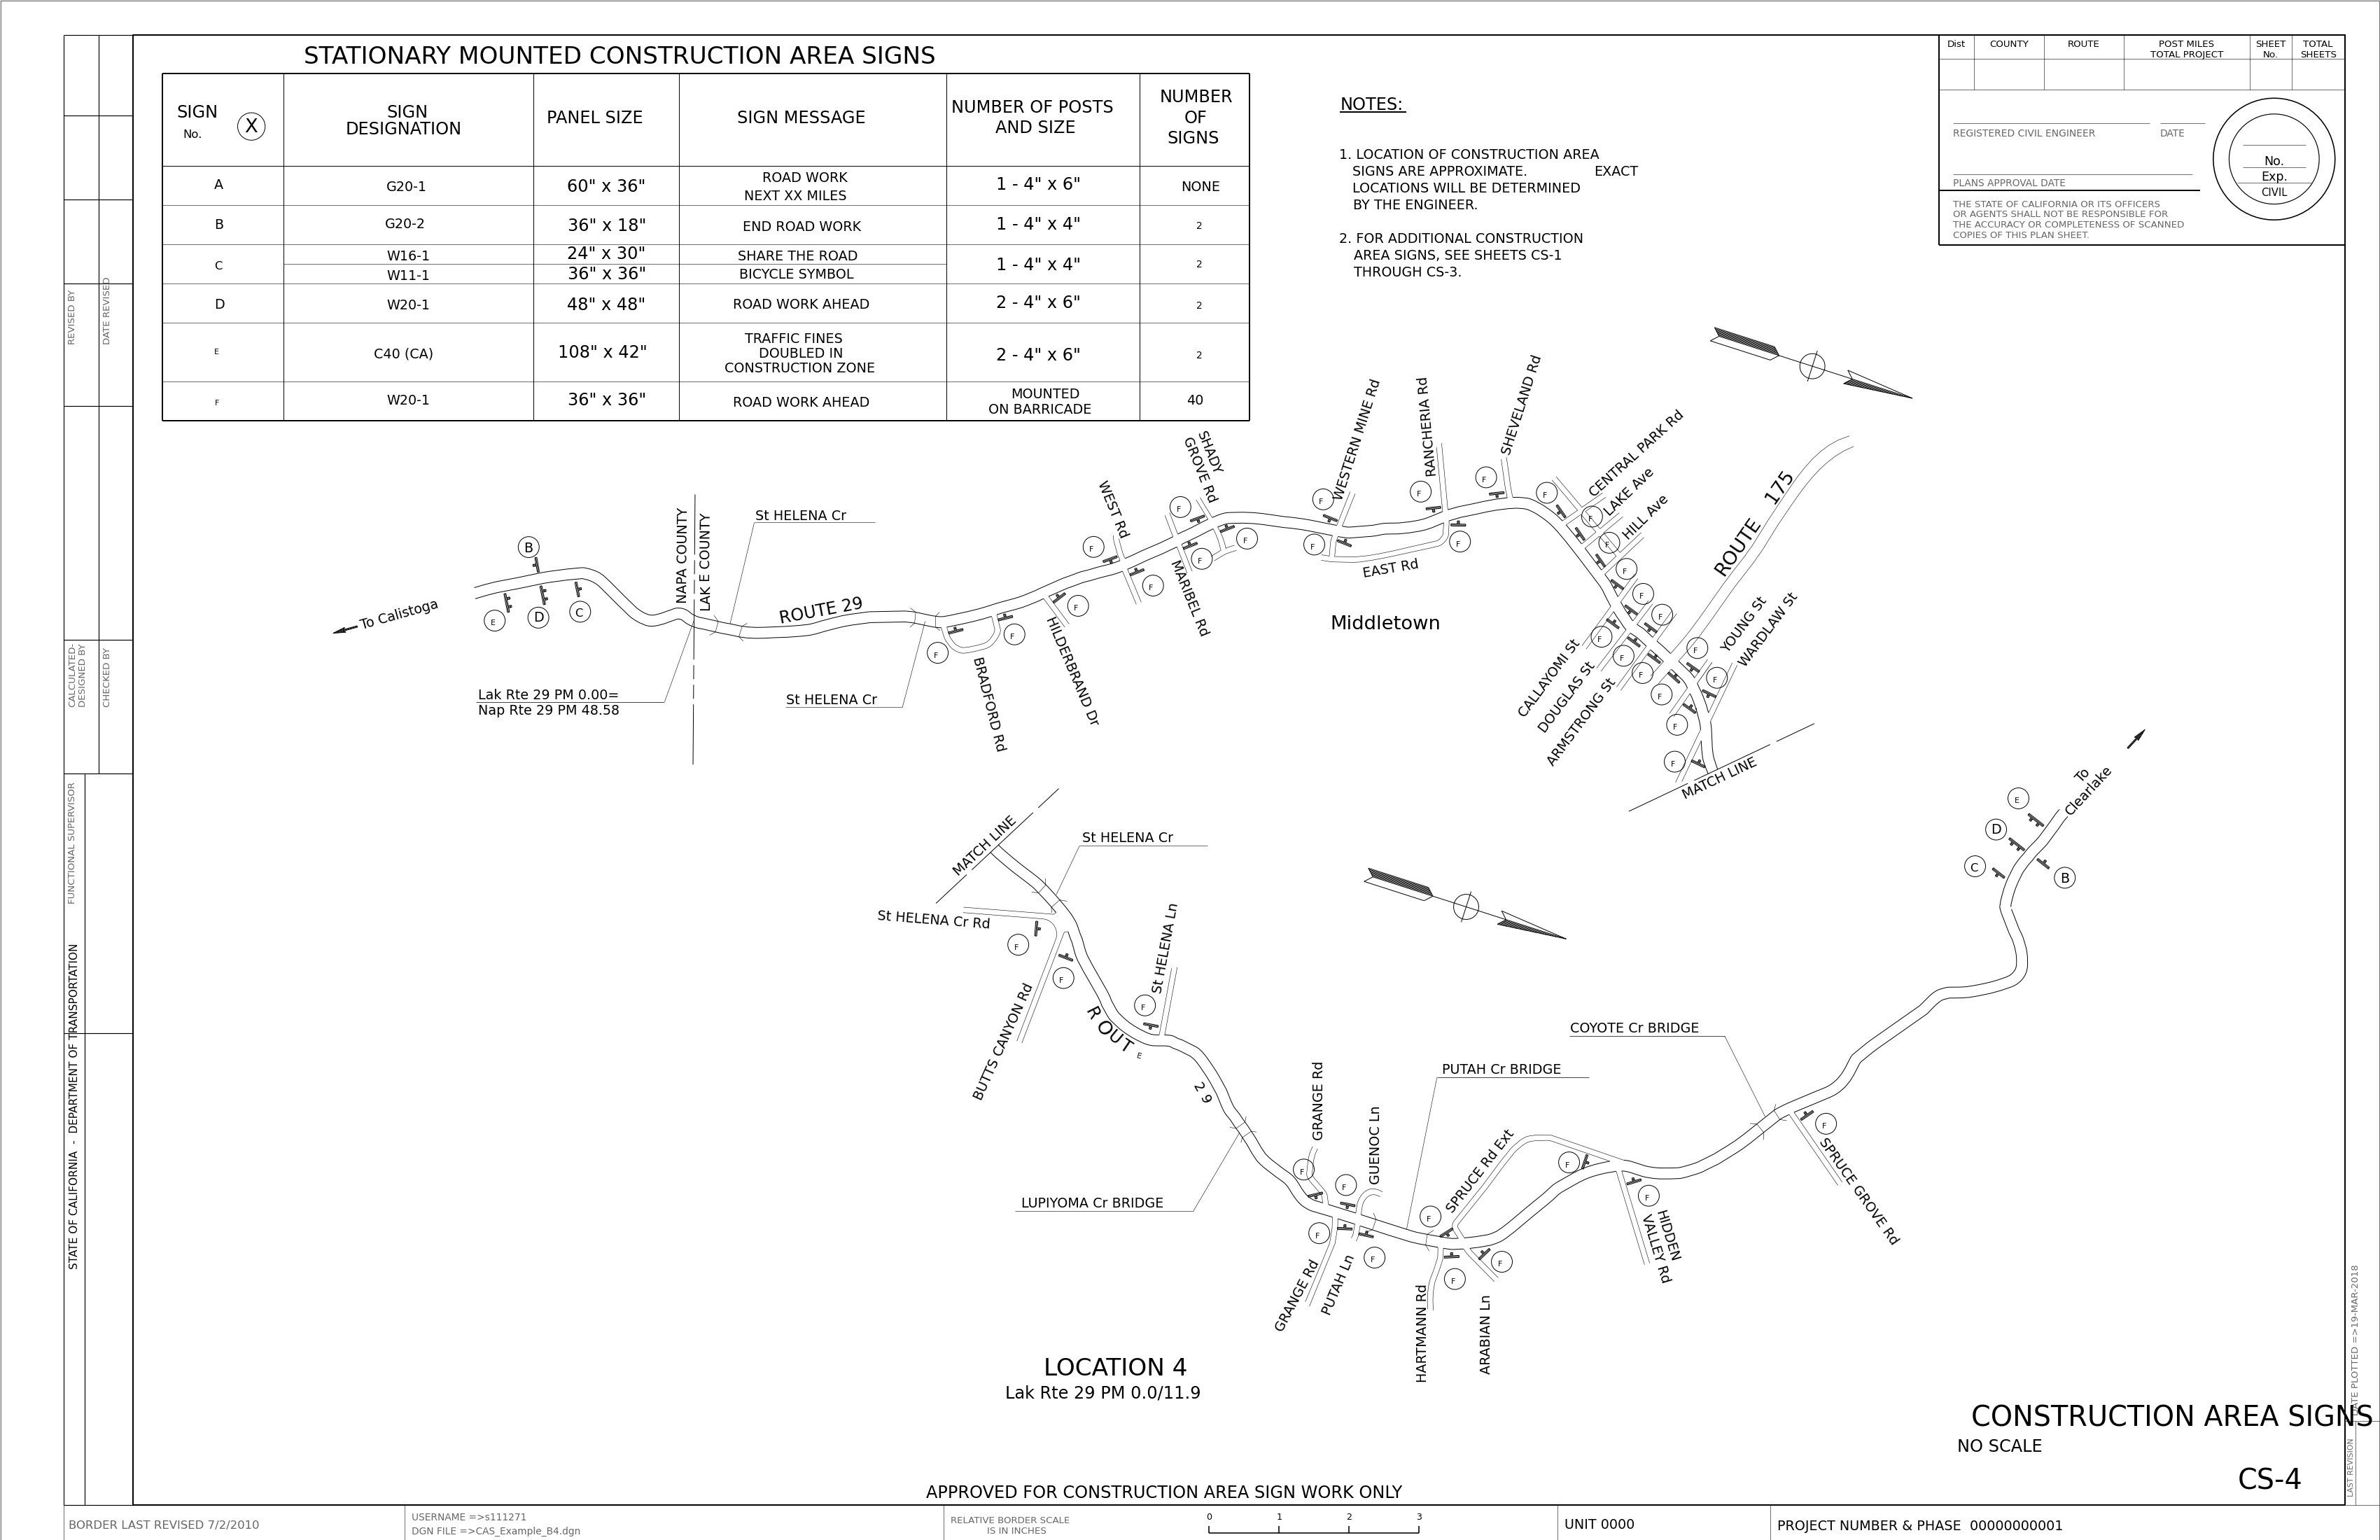 STATIONARY MOUNTED CONSTRUCTION AREA SIGNS
SIGN No. X
SIGN DESIGNATION
PANEL SIZE
SIGN MESSAGE
NUMBER OF POSTS AND SIZE
NUMBER OF SIGNS
A G20-1 60" x 36" ROAD WORK NEXT XX MILES 1 - 4" x 6" NONE
B G20-2 36" x 18" END ROAD WORK 1 - 4" x 4" 2
C W16-1 24" x 30" SHARE THE ROAD 1 - 4" x 4" 2
W11-1 36" x 36" BICYCLE SYMBOL
D W20-1 48" x 48" ROAD WORK AHEAD 2 - 4" x 6" 2
E C40 (CA) 108" x 42" TRAFFIC FINES DOUBLED IN CONSTRUCTION ZONE 2 - 4" x 6" 2
F W20-1 36" x 36" ROAD WORK AHEAD MOUNTED ON BARRICADE 40
NOTES:
1. LOCATION OF CONSTRUCTION AREA
SIGNS ARE APPROXIMATE. EXACT
LOCATIONS WILL BE DETERMINED
BY THE ENGINEER.
2. FOR ADDITIONAL CONSTRUCTION
AREA SIGNS, SEE SHEETS CS-1
THROUGH CS-3.
Dist COUNTY ROUTE POST MILES TOTAL PROJECT SHEET No. TOTAL SHEETS
REGISTERED CIVIL ENGINEER DATE
PLANS APPROVAL DATE
THE STATE OF CALIFORNIA OR ITS OFFICERS
OR AGENTS SHALL NOT BE RESPONSIBLE FOR
THE ACCURACY OR COMPLETENESS OF SCANNED
COPIES OF THIS PLAN SHEET.
No.
Exp.
CIVIL
REVISED BY
DATE REVISED
CALCULATED-
DESIGNED BY
CHECKED BY
FUNCTIONAL SUPERVISOR
STATE OF CALIFORNIA - DEPARTMENT OF TRANSPORTATION
To Calistoga
B
E
D
C
NAPA COUNTY
LAK E COUNTY
St HELENA Cr
ROUTE 29
Lak Rte 29 PM 0.00=
Nap Rte 29 PM 48.58
St HELENA Cr
F
F
BRADFORD Rd
F
HILDERBRAND Dr
F
WEST Rd
F
F
SHADY
GROVE Rd
F
F
MARIBEL Rd
F
WESTERN MINE Rd
F
EAST Rd
F
RANCHERIA Rd
F
F
SHEVELAND Rd
F
CENTRAL PARK Rd
F
LAKE Ave
F
HILL Ave
F
F
F
ROUTE 175
Middletown
F
F
F
F
CALLAYOMI St
DOUGLAS St
ARMSTRONG St
F
F
YOUNG St
WARDLAW St
F
F
MATCH LINE
MATCH LINE
St HELENA Cr
St HELENA Cr Rd
F
F
BUTTS CANYON Rd
St HELENA Ln
F
R OUT E 2 9
LUPIYOMA Cr BRIDGE
GRANGE Rd
F
GUENOC Ln
F
F
F
GRANGE Rd
PUTAH Ln
PUTAH Cr BRIDGE
SPRUCE Rd Ext
F
F
F
HARTMANN Rd
ARABIAN Ln
F
F
HIDDEN
VALLEY Rd
COYOTE Cr BRIDGE
F
SPRUCE GROVE Rd
To
Clearlake
E
D
C
B
LOCATION 4
Lak Rte 29 PM 0.0/11.9
CONSTRUCTION AREA SIGNS
NO SCALE
CS-4
APPROVED FOR CONSTRUCTION AREA SIGN WORK ONLY
DATE PLOTTED =>19-MAR-2018
LAST REVISION
BORDER LAST REVISED 7/2/2010
USERNAME =>s111271
DGN FILE =>CAS_Example_B4.dgn
RELATIVE BORDER SCALE
IS IN INCHES
0 1 2 3
UNIT 0000
PROJECT NUMBER & PHASE 00000000001